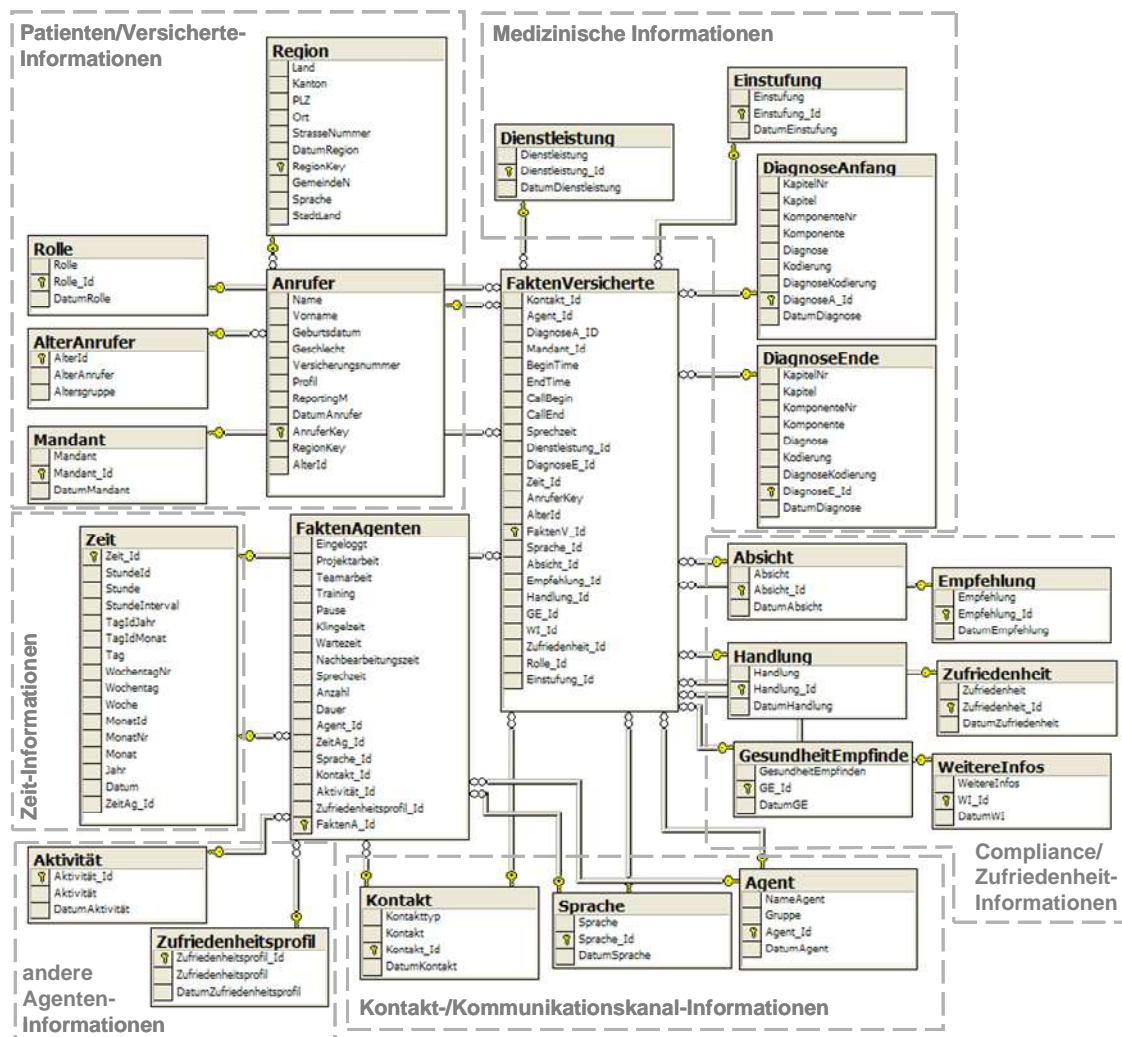 Patienten/Versicherte-
Informationen
Region
Land
Kanton
PLZ
Ort
StrasseNummer
DatumRegion
RegionKey
GemeindeN
Sprache
StadtLand
Rolle
Rolle
Rolle_Id
DatumRolle
AlterAnrufer
AlterId
AlterAnrufer
Altersgruppe
Mandant
Mandant
Mandant_Id
DatumMandant
Anrufer
Name
Vorname
Geburtsdatum
Geschlecht
Versicherungsnummer
Profil
ReportingM
DatumAnrufer
AnruferKey
RegionKey
AlterId
Medizinische Informationen
Dienstleistung
Dienstleistung
Dienstleistung_Id
DatumDienstleistung
Einstufung
Einstufung
Einstufung_Id
DatumEinstufung
DiagnoseAnfang
KapitelNr
Kapitel
KomponenteNr
Komponente
Diagnose
Kodierung
DiagnoseKodierung
DiagnoseA_Id
DatumDiagnose
DiagnoseEnde
KapitelNr
Kapitel
KomponenteNr
Komponente
Diagnose
Kodierung
DiagnoseKodierung
DiagnoseE_Id
DatumDiagnose
FaktenVersicherte
Kontakt_Id
Agent_Id
DiagnoseA_ID
Mandant_Id
BeginTime
EndTime
CallBegin
CallEnd
Sprechzeit
Dienstleistung_Id
DiagnoseE_Id
Zeit_Id
AnruferKey
AlterId
FaktenV_Id
Sprache_Id
Absicht_Id
Empfehlung_Id
Handlung_Id
GE_Id
WI_Id
Zufriedenheit_Id
Rolle_Id
Einstufung_Id
Zeit-Informationen
Zeit
Zeit_Id
StundeId
Stunde
StundeInterval
TagIdJahr
TagIdMonat
Tag
WochentagNr
Wochentag
Woche
MonatId
MonatNr
Monat
Jahr
Datum
ZeitAg_Id
FaktenAgenten
Eingeloggt
Projektarbeit
Teamarbeit
Training
Pause
Klingelzeit
Wartezeit
Nachbearbeitungszeit
Sprechzeit
Anzahl
Dauer
Agent_Id
ZeitAg_Id
Sprache_Id
Kontakt_Id
Aktivität_Id
Zufriedenheitsprofil_Id
FaktenA_Id
Absicht
Absicht
Absicht_Id
DatumAbsicht
Empfehlung
Empfehlung
Empfehlung_Id
DatumEmpfehlung
Handlung
Handlung
Handlung_Id
DatumHandlung
Zufriedenheit
Zufriedenheit
Zufriedenheit_Id
DatumZufriedenheit
GesundheitEmpfinde
GesundheitEmpfinden
GE_Id
DatumGE
WeitereInfos
WeitereInfos
WI_Id
DatumWI
Compliance/
Zufriedenheit-
Informationen
Aktivität
Aktivität_Id
Aktivität
DatumAktivität
Zufriedenheitsprofil
Zufriedenheitsprofil_Id
Zufriedenheitsprofil
DatumZufriedenheitsprofil
andere
Agenten-
Informationen
Kontakt
Kontakttyp
Kontakt
Kontakt_Id
DatumKontakt
Sprache
Sprache
Sprache_Id
DatumSprache
Agent
NameAgent
Gruppe
Agent_Id
DatumAgent
Kontakt-/Kommunikationskanal-Informationen